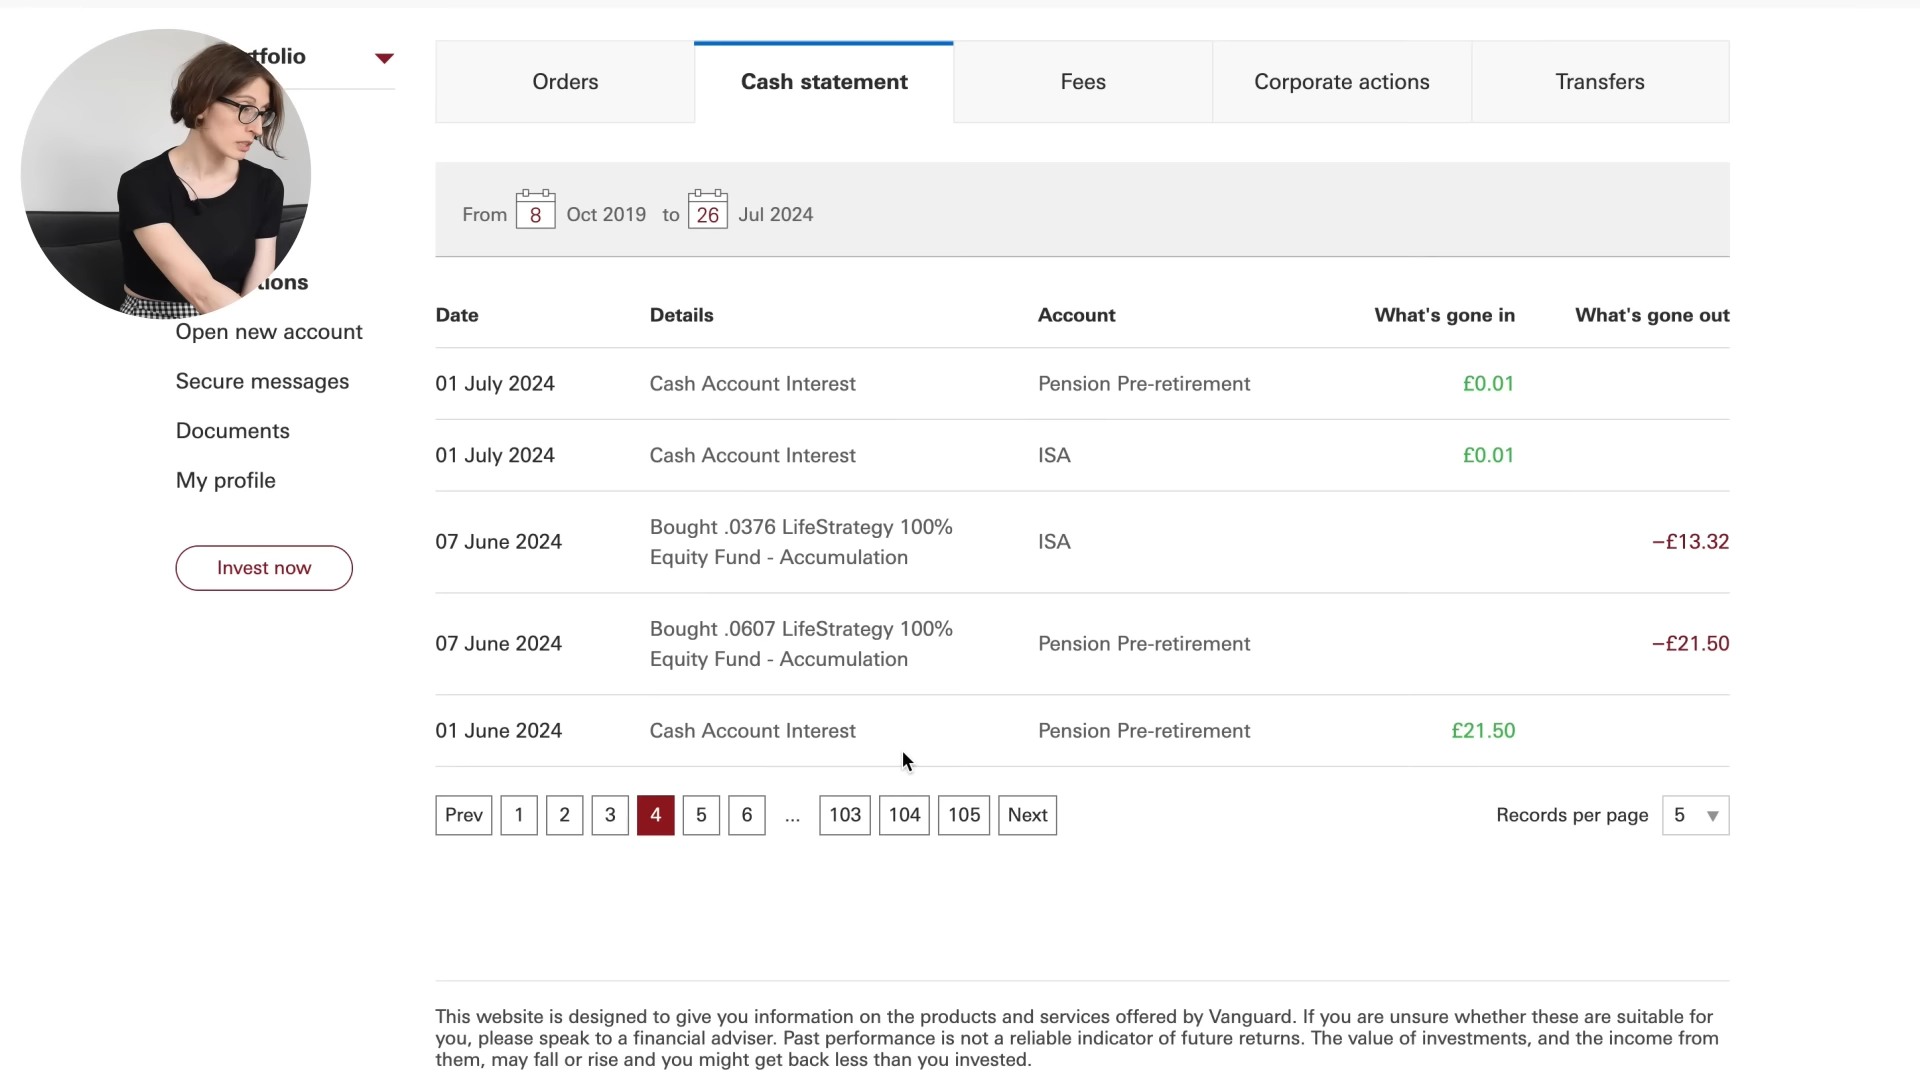 tfolio
Orders
Cash statement
Fees
Corporate actions
Transfers
From 8 Oct 2019 to 26 Jul 2024
tions
Open new account
Secure messages
Documents
My profile
Invest now
Date Details Account What's gone in What's gone out
01 July 2024 Cash Account Interest Pension Pre-retirement £0.01
01 July 2024 Cash Account Interest ISA £0.01
Bought .0376 LifeStrategy 100%
07 June 2024 ISA −£13.32
Equity Fund - Accumulation
Bought .0607 LifeStrategy 100%
07 June 2024 Pension Pre-retirement −£21.50
Equity Fund - Accumulation
01 June 2024 Cash Account Interest Pension Pre-retirement £21.50
Prev 1 2 3 4 5 6 ... 103 104 105 Next
Records per page 5
This website is designed to give you information on the products and services offered by Vanguard. If you are unsure whether these are suitable for
you, please speak to a financial adviser. Past performance is not a reliable indicator of future returns. The value of investments, and the income from
them, may fall or rise and you might get back less than you invested.